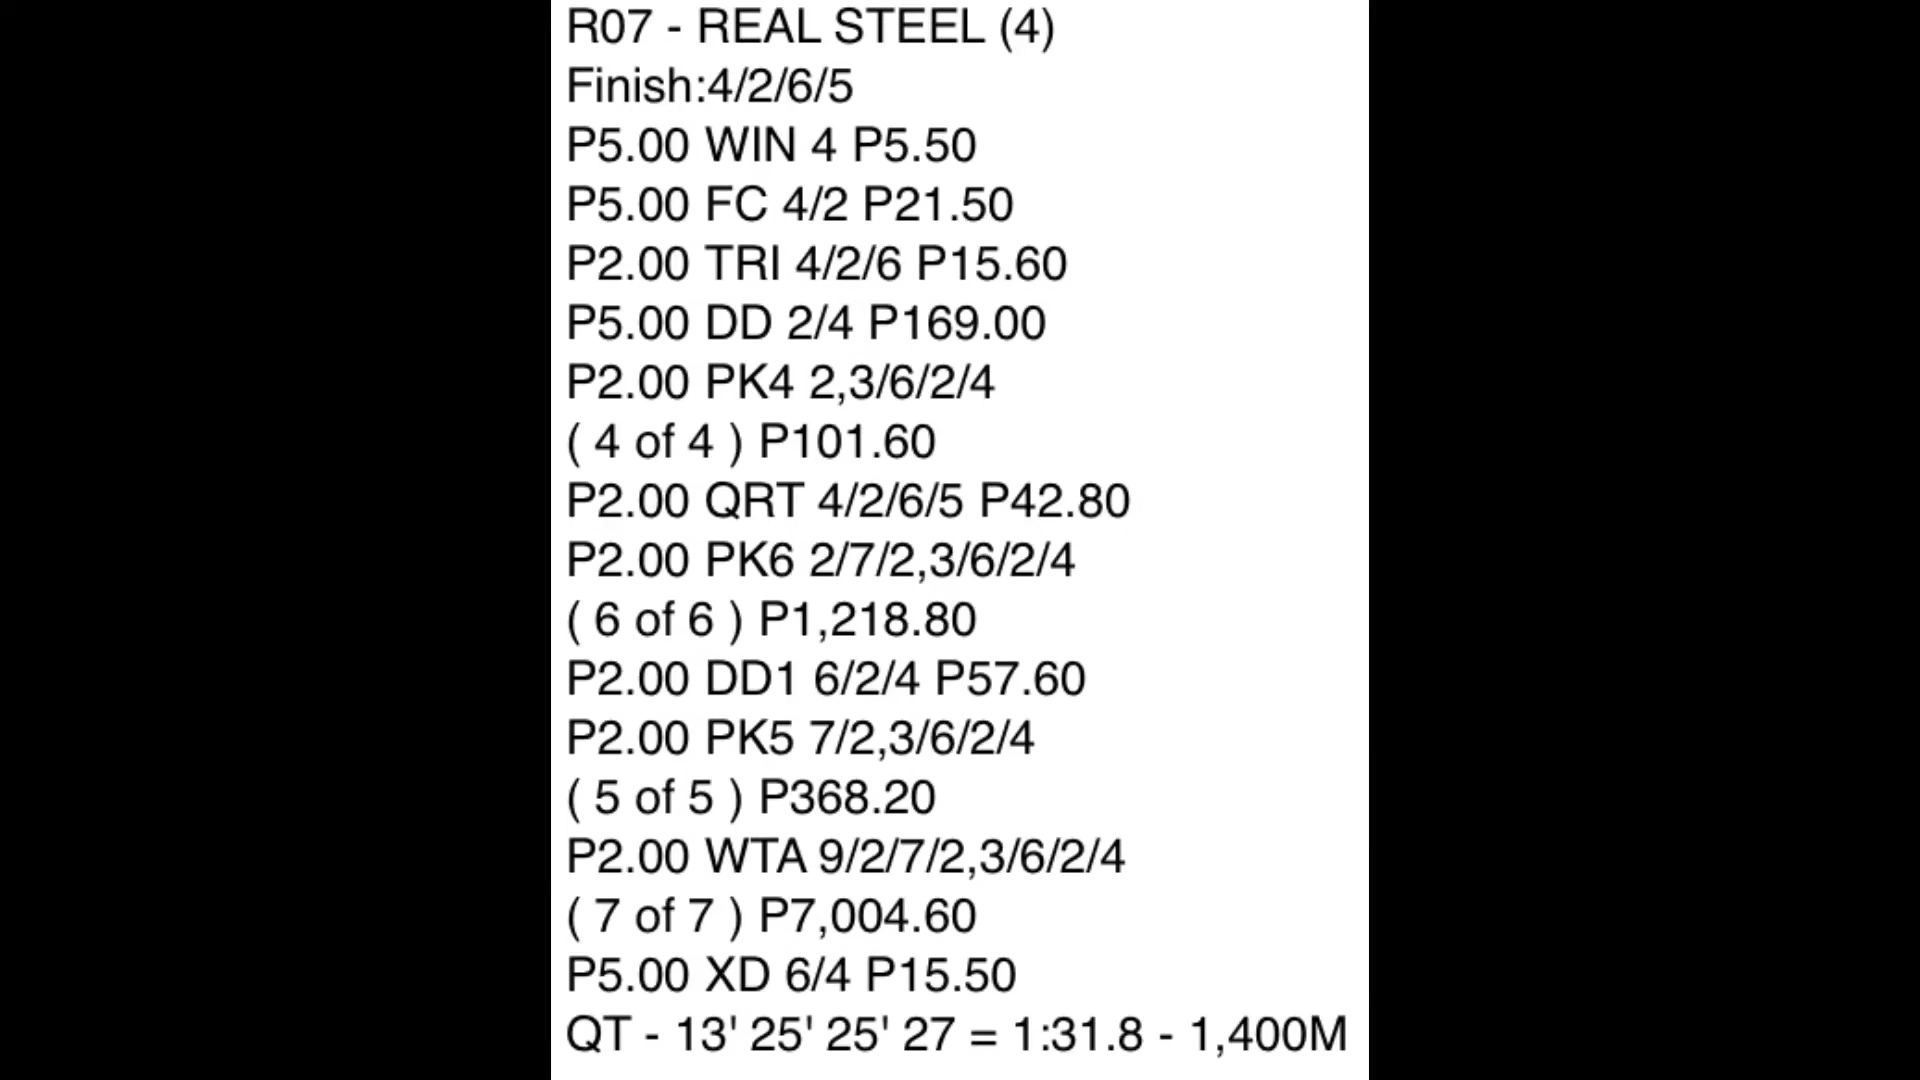 R07 - REAL STEEL (4)
Finish:4/2/6/5
P5.00 WIN 4 P5.50
P5.00 FC 4/2 P21.50
P2.00 TRI 4/2/6 P15.60
P5.00 DD 2/4 P169.00
P2.00 PK4 2,3/6/2/4
( 4 of 4 ) P101.60
P2.00 QRT 4/2/6/5 P42.80
P2.00 PK6 2/7/2,3/6/2/4
( 6 of 6 ) P1,218.80
P2.00 DD1 6/2/4 P57.60
P2.00 PK5 7/2,3/6/2/4
( 5 of 5 ) P368.20
P2.00 WTA 9/2/7/2,3/6/2/4
( 7 of 7 ) P7,004.60
P5.00 XD 6/4 P15.50
QT - 13' 25' 25' 27 = 1:31.8 - 1,400M